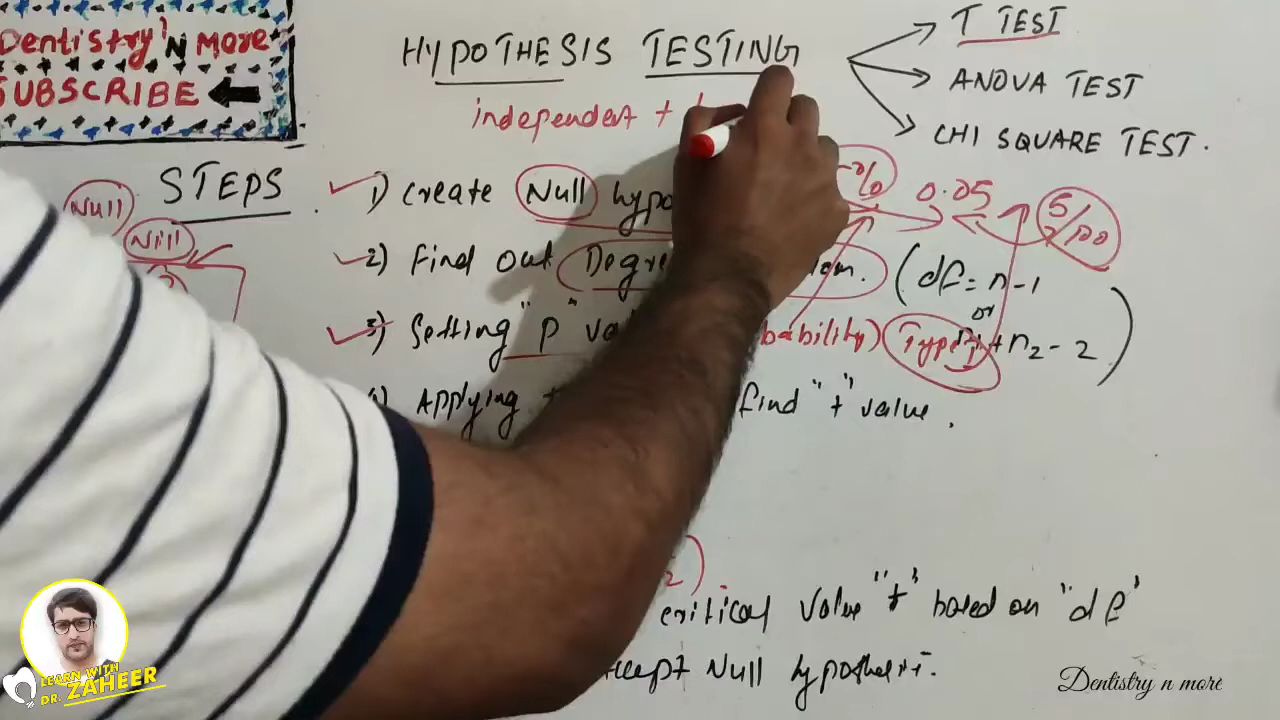 Dentistry'N More
SUBSCRIBE
HYPOTHESIS TESTING
T TEST
ANOVA TEST
CHI SQUARE TEST.
independent t
STEPS
Null
Nill
1) Create Null hypo
0.05
5/100
2) Find out Degre
(df = n-1
or
+ n2 - 2)
3) Setting "P" va
bability) Type I
Applying
find "t" value.
2).
critical value "t" based on "df"
Null hypothesis.
LEARN WITH
DR. ZAHEER
Dentistry n more